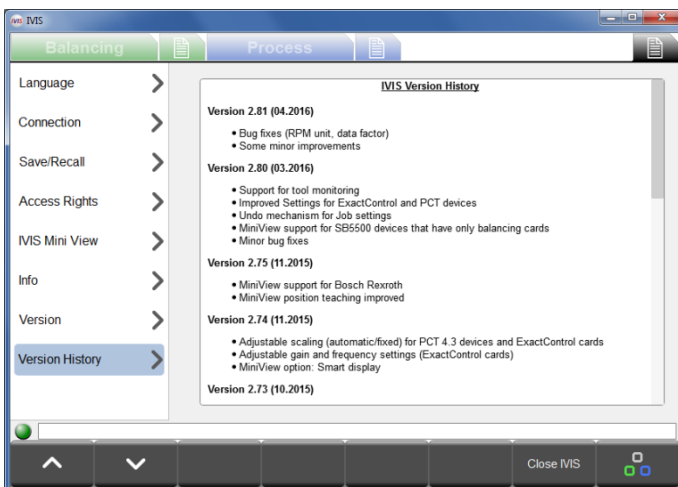 IVIS
Balancing
Process
Language
Connection
Save/Recall
Access Rights
IVIS Mini View
Info
Version
Version History
IVIS Version History
Version 2.81 (04.2016)
• Bug fixes (RPM unit, data factor)
• Some minor improvements
Version 2.80 (03.2016)
• Support for tool monitoring
• Improved Settings for ExactControl and PCT devices
• Undo mechanism for Job settings
• MiniView support for SB5500 devices that have only balancing cards
• Minor bug fixes
Version 2.75 (11.2015)
• MiniView support for Bosch Rexroth
• MiniView position teaching improved
Version 2.74 (11.2015)
• Adjustable scaling (automatic/fixed) for PCT 4.3 devices and ExactControl cards
• Adjustable gain and frequency settings (ExactControl cards)
• MiniView option: Smart display
Version 2.73 (10.2015)
Close IVIS